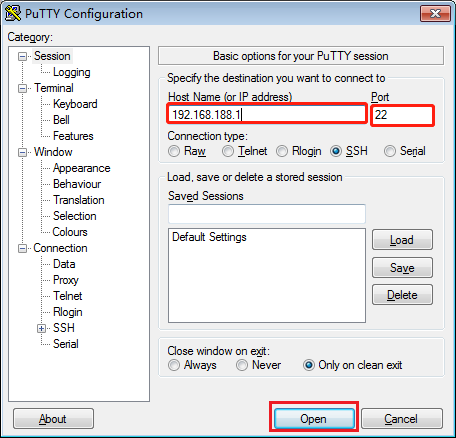 PuTTY Configuration
Category:
Session
Logging
Terminal
Keyboard
Bell
Features
Window
Appearance
Behaviour
Translation
Selection
Colours
Connection
Data
Proxy
Telnet
Rlogin
SSH
Serial
Basic options for your PuTTY session
Specify the destination you want to connect to
Host Name (or IP address) Port
192.168.188.1 22
Connection type:
Raw Telnet Rlogin SSH Serial
Load, save or delete a stored session
Saved Sessions
Default Settings
Load
Save
Delete
Close window on exit:
Always Never Only on clean exit
About Open Cancel